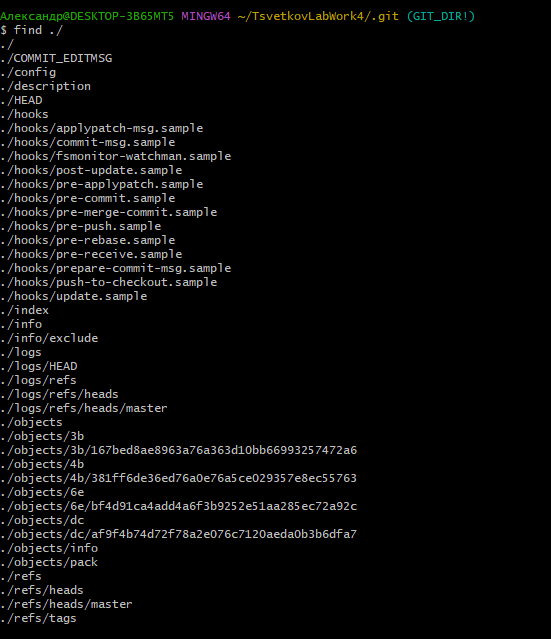 Александр@DESKTOP-3B65MT5 MINGW64 ~/TsvetkovLabWork4/.git (GIT_DIR!)
$ find ./
./
./COMMIT_EDITMSG
./config
./description
./HEAD
./hooks
./hooks/applypatch-msg.sample
./hooks/commit-msg.sample
./hooks/fsmonitor-watchman.sample
./hooks/post-update.sample
./hooks/pre-applypatch.sample
./hooks/pre-commit.sample
./hooks/pre-merge-commit.sample
./hooks/pre-push.sample
./hooks/pre-rebase.sample
./hooks/pre-receive.sample
./hooks/prepare-commit-msg.sample
./hooks/push-to-checkout.sample
./hooks/update.sample
./index
./info
./info/exclude
./logs
./logs/HEAD
./logs/refs
./logs/refs/heads
./logs/refs/heads/master
./objects
./objects/3b
./objects/3b/167bed8ae8963a76a363d10bb66993257472a6
./objects/4b
./objects/4b/381ff6de36ed76a0e76a5ce029357e8ec55763
./objects/6e
./objects/6e/bf4d91ca4add4a6f3b9252e51aa285ec72a92c
./objects/dc
./objects/dc/af9f4b74d72f78a2e076c7120aeda0b3b6dfa7
./objects/info
./objects/pack
./refs
./refs/heads
./refs/heads/master
./refs/tags